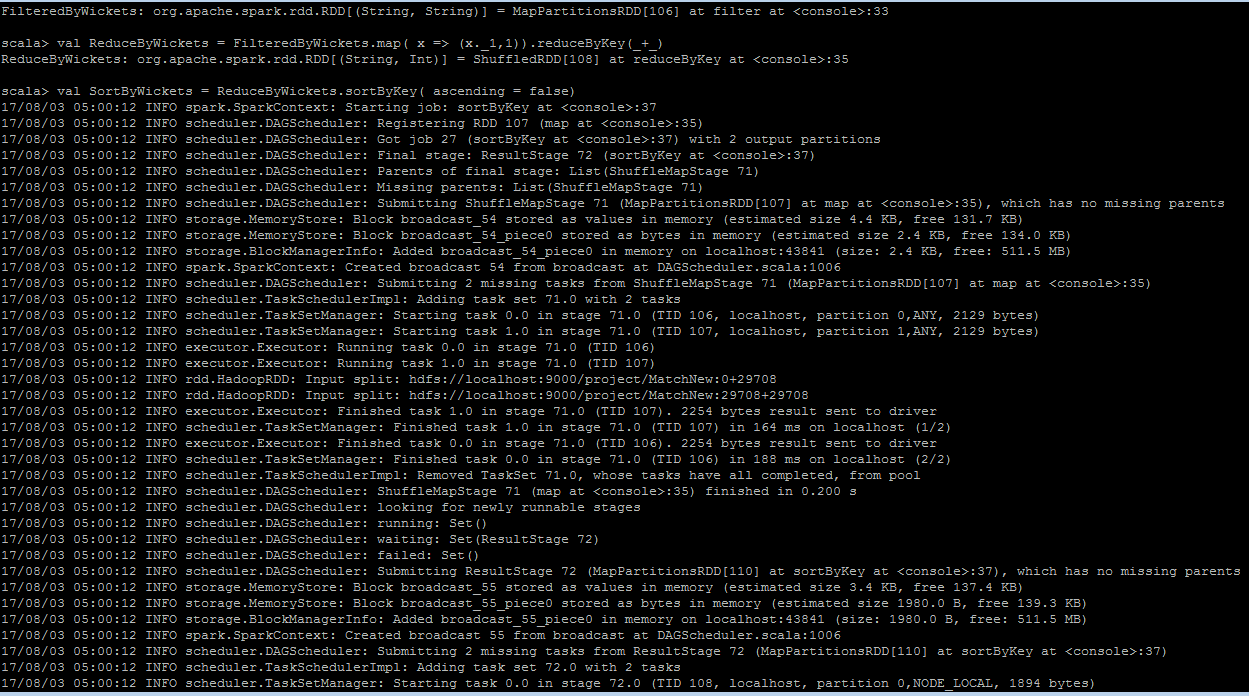 FilteredByWickets: org.apache.spark.rdd.RDD[(String, String)] = MapPartitionsRDD[106] at filter at <console>:33
scala> val ReduceByWickets = FilteredByWickets.map( x => (x._1,1)).reduceByKey(_+_)
ReduceByWickets: org.apache.spark.rdd.RDD[(String, Int)] = ShuffledRDD[108] at reduceByKey at <console>:35
scala> val SortByWickets = ReduceByWickets.sortByKey( ascending = false)
17/08/03 05:00:12 INFO spark.SparkContext: Starting job: sortByKey at <console>:37
17/08/03 05:00:12 INFO scheduler.DAGScheduler: Registering RDD 107 (map at <console>:35)
17/08/03 05:00:12 INFO scheduler.DAGScheduler: Got job 27 (sortByKey at <console>:37) with 2 output partitions
17/08/03 05:00:12 INFO scheduler.DAGScheduler: Final stage: ResultStage 72 (sortByKey at <console>:37)
17/08/03 05:00:12 INFO scheduler.DAGScheduler: Parents of final stage: List(ShuffleMapStage 71)
17/08/03 05:00:12 INFO scheduler.DAGScheduler: Missing parents: List(ShuffleMapStage 71)
17/08/03 05:00:12 INFO scheduler.DAGScheduler: Submitting ShuffleMapStage 71 (MapPartitionsRDD[107] at map at <console>:35), which has no missing parents
17/08/03 05:00:12 INFO storage.MemoryStore: Block broadcast_54 stored as values in memory (estimated size 4.4 KB, free 131.7 KB)
17/08/03 05:00:12 INFO storage.MemoryStore: Block broadcast_54_piece0 stored as bytes in memory (estimated size 2.4 KB, free 134.0 KB)
17/08/03 05:00:12 INFO storage.BlockManagerInfo: Added broadcast_54_piece0 in memory on localhost:43841 (size: 2.4 KB, free: 511.5 MB)
17/08/03 05:00:12 INFO spark.SparkContext: Created broadcast 54 from broadcast at DAGScheduler.scala:1006
17/08/03 05:00:12 INFO scheduler.DAGScheduler: Submitting 2 missing tasks from ShuffleMapStage 71 (MapPartitionsRDD[107] at map at <console>:35)
17/08/03 05:00:12 INFO scheduler.TaskSchedulerImpl: Adding task set 71.0 with 2 tasks
17/08/03 05:00:12 INFO scheduler.TaskSetManager: Starting task 0.0 in stage 71.0 (TID 106, localhost, partition 0,ANY, 2129 bytes)
17/08/03 05:00:12 INFO scheduler.TaskSetManager: Starting task 1.0 in stage 71.0 (TID 107, localhost, partition 1,ANY, 2129 bytes)
17/08/03 05:00:12 INFO executor.Executor: Running task 0.0 in stage 71.0 (TID 106)
17/08/03 05:00:12 INFO executor.Executor: Running task 1.0 in stage 71.0 (TID 107)
17/08/03 05:00:12 INFO rdd.HadoopRDD: Input split: hdfs://localhost:9000/project/MatchNew:0+29708
17/08/03 05:00:12 INFO rdd.HadoopRDD: Input split: hdfs://localhost:9000/project/MatchNew:29708+29708
17/08/03 05:00:12 INFO executor.Executor: Finished task 1.0 in stage 71.0 (TID 107). 2254 bytes result sent to driver
17/08/03 05:00:12 INFO scheduler.TaskSetManager: Finished task 1.0 in stage 71.0 (TID 107) in 164 ms on localhost (1/2)
17/08/03 05:00:12 INFO executor.Executor: Finished task 0.0 in stage 71.0 (TID 106). 2254 bytes result sent to driver
17/08/03 05:00:12 INFO scheduler.TaskSetManager: Finished task 0.0 in stage 71.0 (TID 106) in 188 ms on localhost (2/2)
17/08/03 05:00:12 INFO scheduler.TaskSchedulerImpl: Removed TaskSet 71.0, whose tasks have all completed, from pool
17/08/03 05:00:12 INFO scheduler.DAGScheduler: ShuffleMapStage 71 (map at <console>:35) finished in 0.200 s
17/08/03 05:00:12 INFO scheduler.DAGScheduler: looking for newly runnable stages
17/08/03 05:00:12 INFO scheduler.DAGScheduler: running: Set()
17/08/03 05:00:12 INFO scheduler.DAGScheduler: waiting: Set(ResultStage 72)
17/08/03 05:00:12 INFO scheduler.DAGScheduler: failed: Set()
17/08/03 05:00:12 INFO scheduler.DAGScheduler: Submitting ResultStage 72 (MapPartitionsRDD[110] at sortByKey at <console>:37), which has no missing parents
17/08/03 05:00:12 INFO storage.MemoryStore: Block broadcast_55 stored as values in memory (estimated size 3.4 KB, free 137.4 KB)
17/08/03 05:00:12 INFO storage.MemoryStore: Block broadcast_55_piece0 stored as bytes in memory (estimated size 1980.0 B, free 139.3 KB)
17/08/03 05:00:12 INFO storage.BlockManagerInfo: Added broadcast_55_piece0 in memory on localhost:43841 (size: 1980.0 B, free: 511.5 MB)
17/08/03 05:00:12 INFO spark.SparkContext: Created broadcast 55 from broadcast at DAGScheduler.scala:1006
17/08/03 05:00:12 INFO scheduler.DAGScheduler: Submitting 2 missing tasks from ResultStage 72 (MapPartitionsRDD[110] at sortByKey at <console>:37)
17/08/03 05:00:12 INFO scheduler.TaskSchedulerImpl: Adding task set 72.0 with 2 tasks
17/08/03 05:00:12 INFO scheduler.TaskSetManager: Starting task 0.0 in stage 72.0 (TID 108, localhost, partition 0,NODE_LOCAL, 1894 bytes)